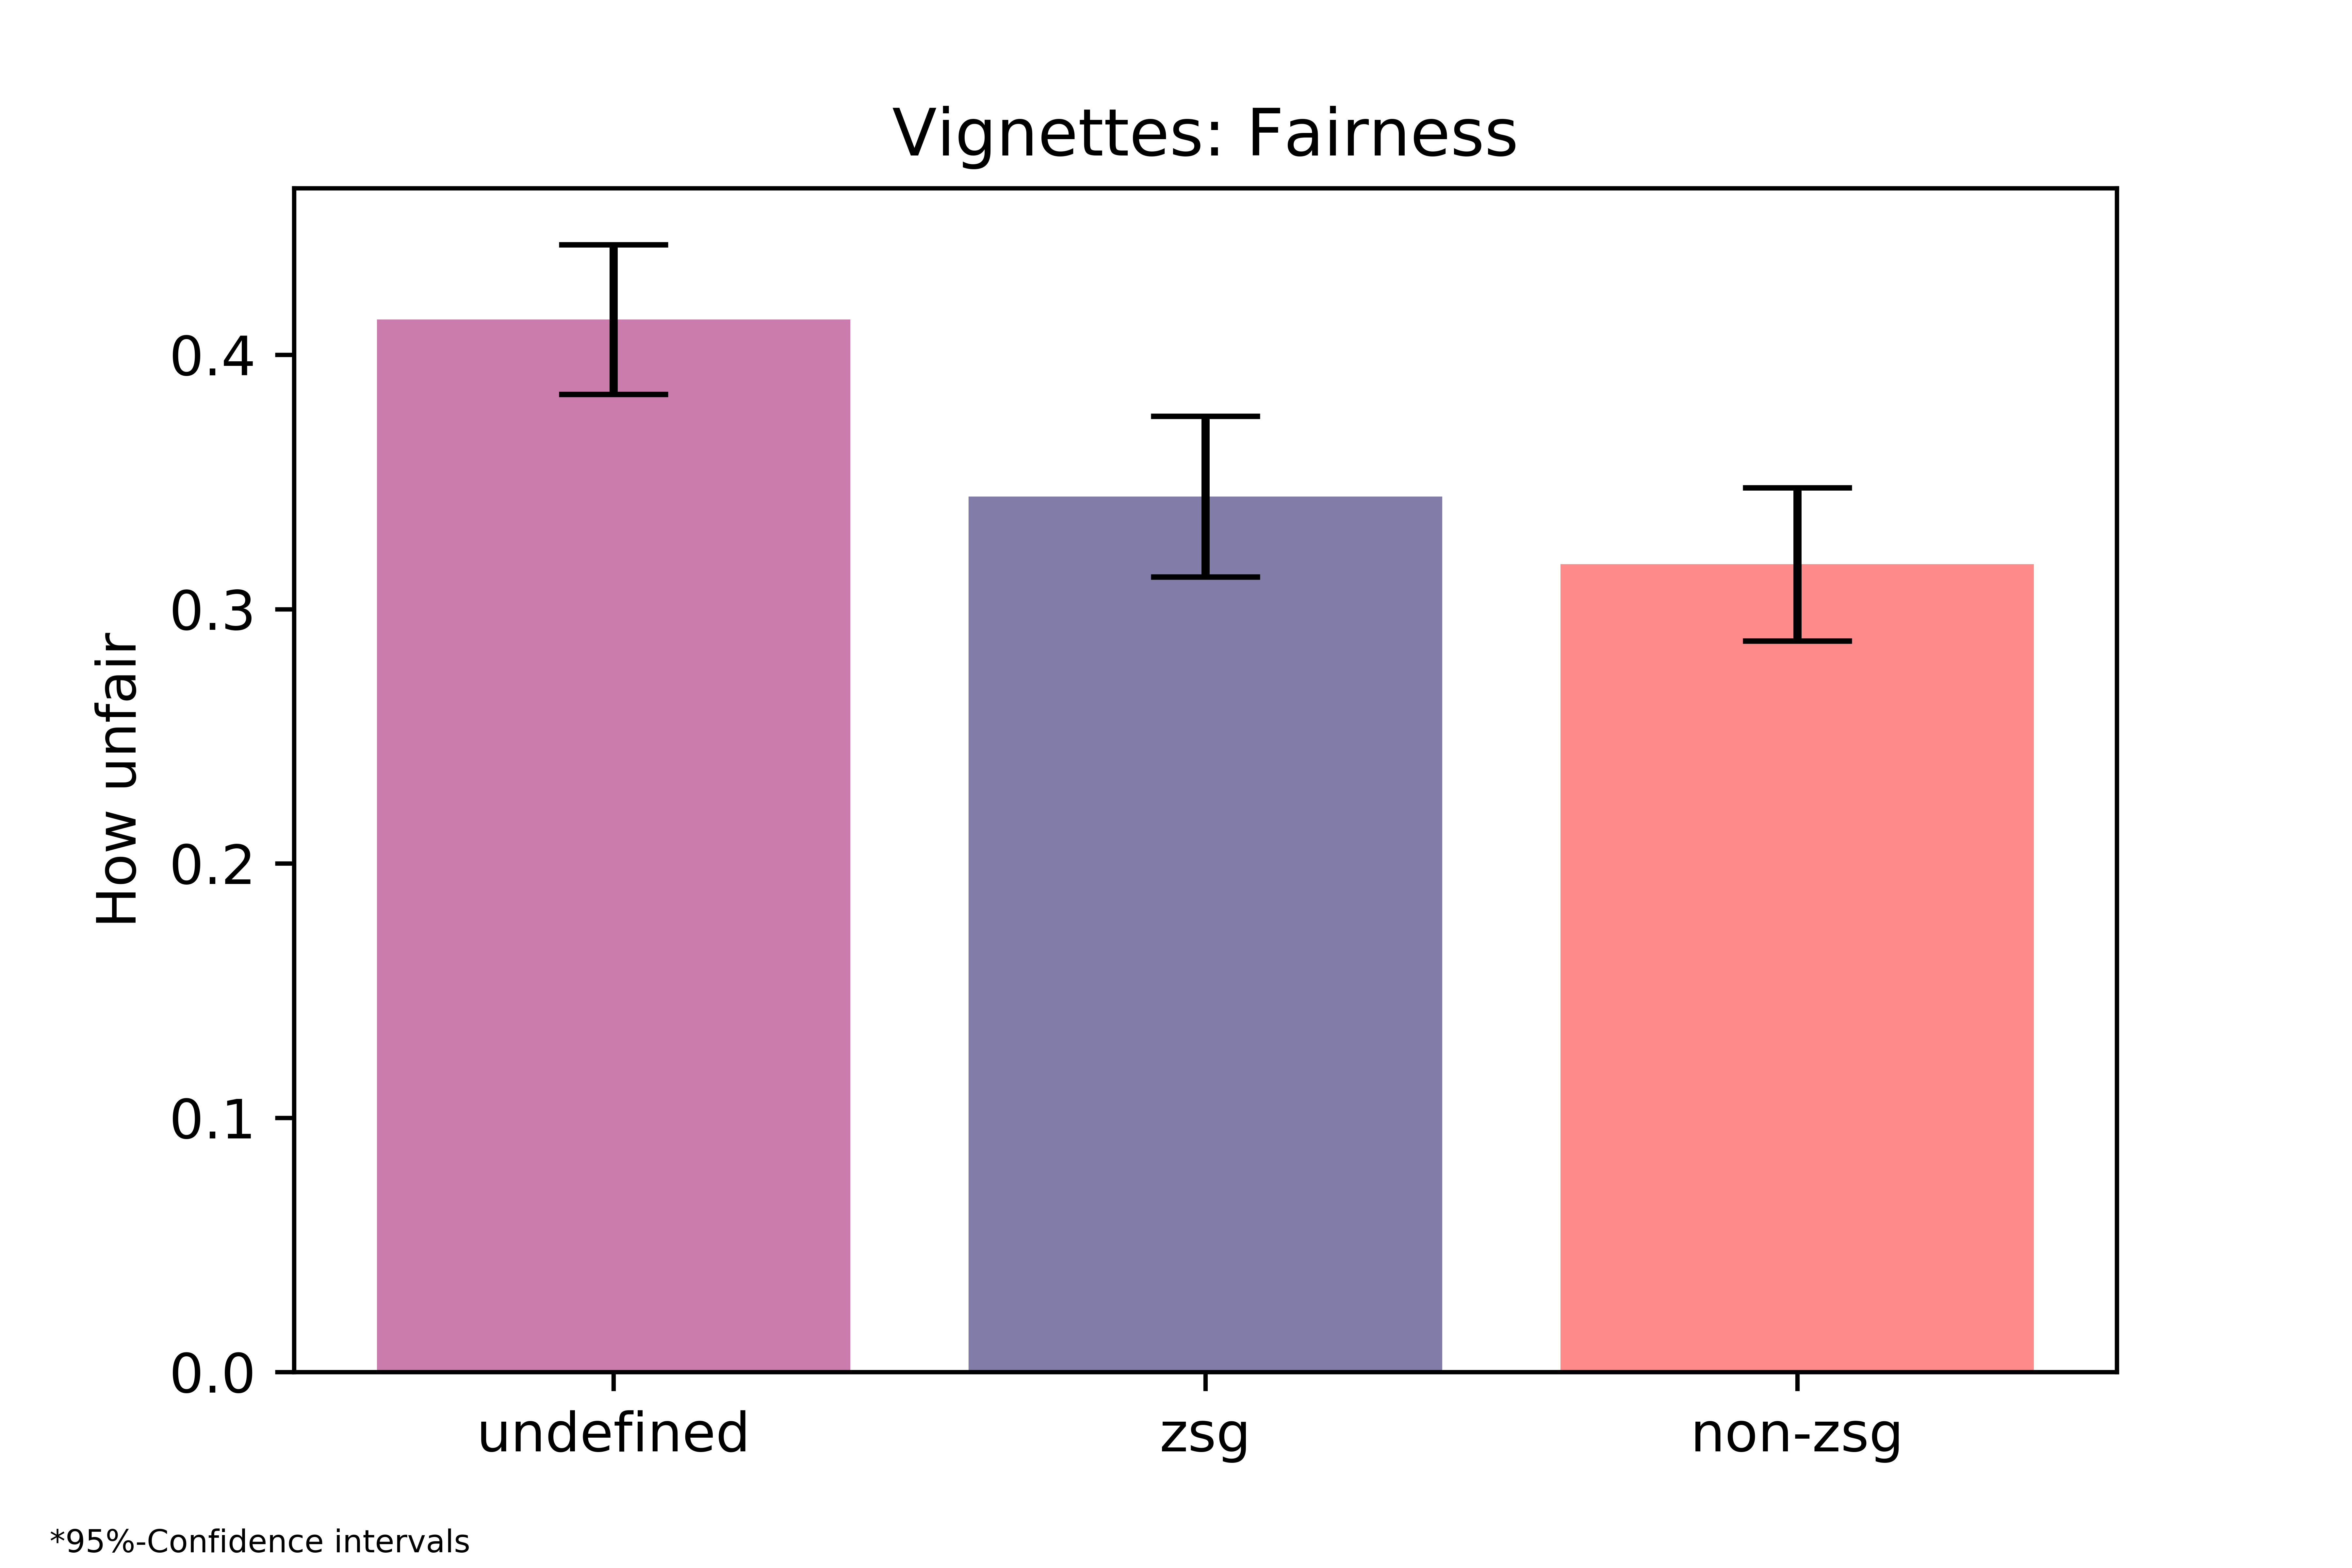 Vignettes: Fairness
How unfair
0.4
0.3
0.2
0.1
0.0
undefined
zsg
non-zsg
*95%-Confidence intervals